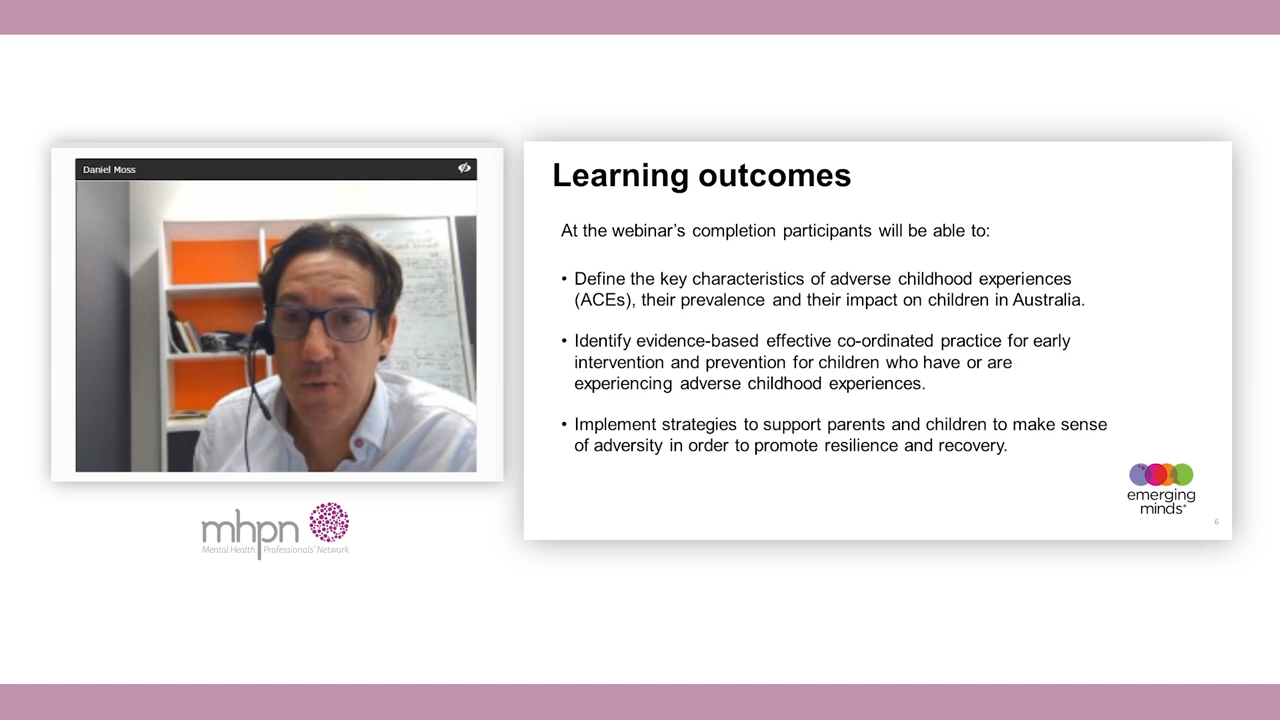 Daniel Moss
mhpn
Mental Health Professionals' Network
Learning outcomes
At the webinar’s completion participants will be able to:
• Define the key characteristics of adverse childhood experiences
(ACEs), their prevalence and their impact on children in Australia.
• Identify evidence-based effective co-ordinated practice for early
intervention and prevention for children who have or are
experiencing adverse childhood experiences.
• Implement strategies to support parents and children to make sense
of adversity in order to promote resilience and recovery.
emerging
minds
6